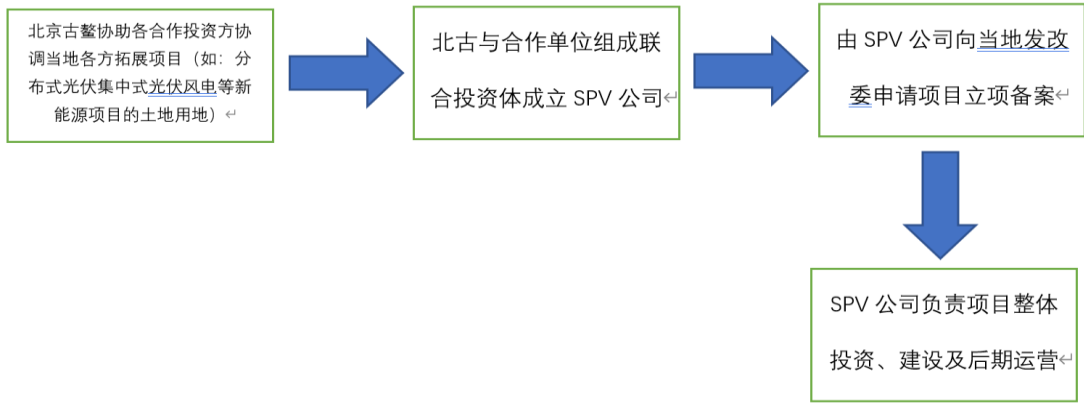 北京古鳌协助各合作投资方协
调当地各方拓展项目（如：分
布式光伏集中式光伏风电等新
能源项目的土地用地）
北古与合作单位组成联
合投资体成立 SPV 公司
由 SPV 公司向当地发改
委申请项目立项备案
SPV 公司负责项目整体
投资、建设及后期运营